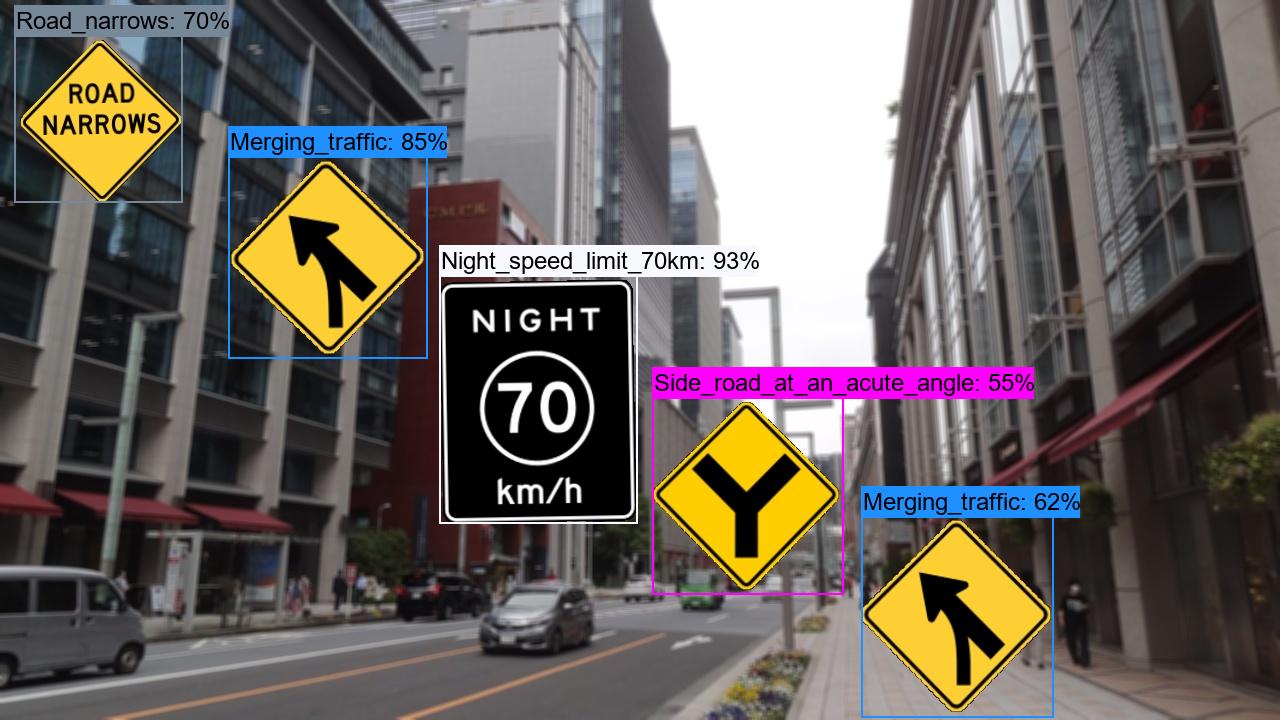 Road_narrows: 70%
ROAD
NARROWS
Merging_traffic: 85%
Night_speed_limit_70km: 93%
NIGHT
70
km/h
Side_road_at_an_acute_angle: 55%
Merging_traffic: 62%